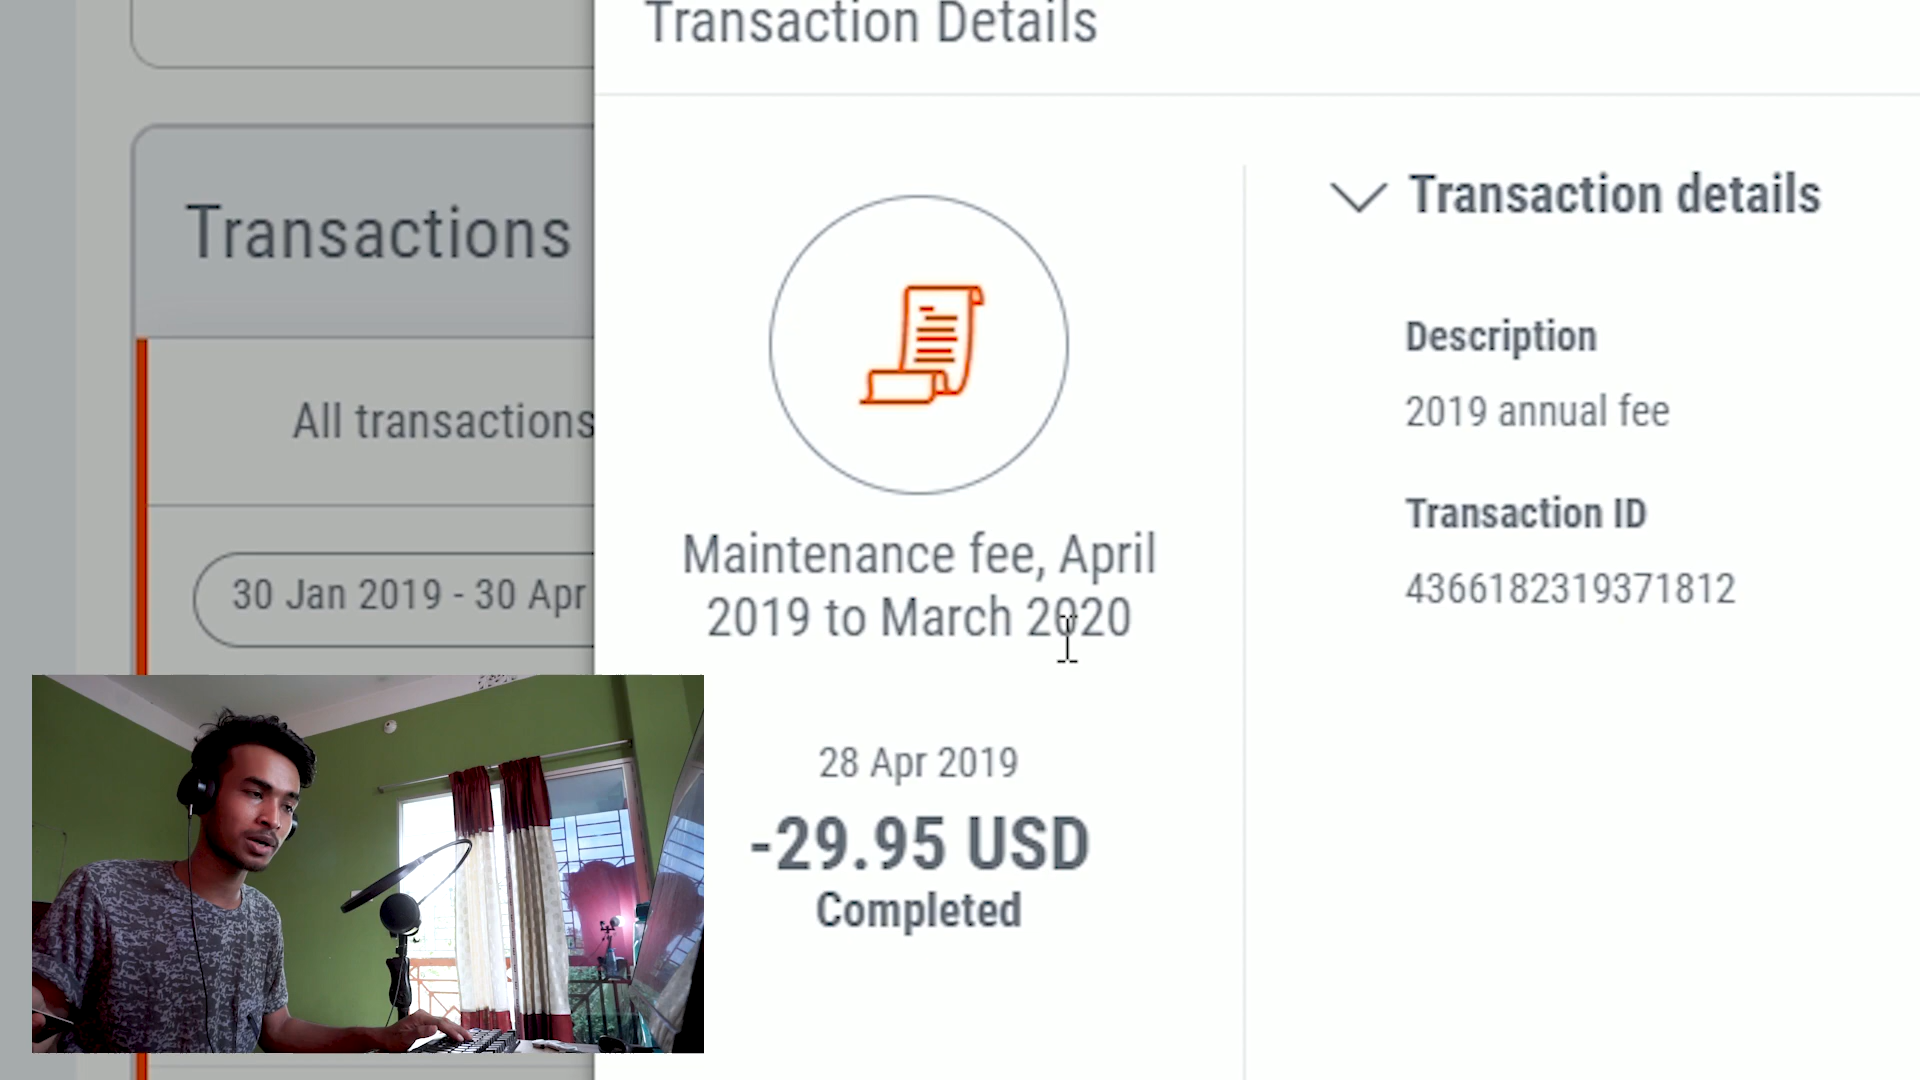 Transaction Details
Transactions
All transactions
30 Jan 2019 - 30 Apr
Maintenance fee, April
2019 to March 2020
28 Apr 2019
-29.95 USD
Completed
Transaction details
Description
2019 annual fee
Transaction ID
4366182319371812